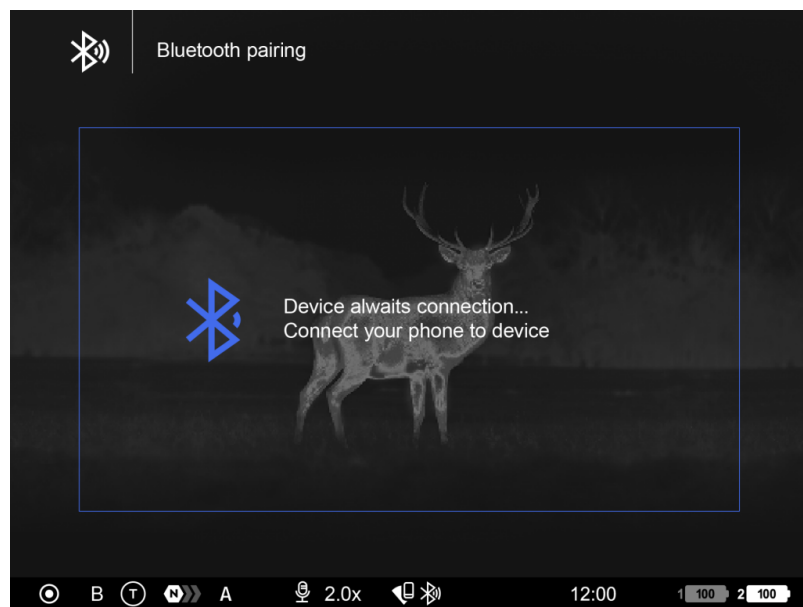 Bluetooth pairing
Device alwaits connection...
Connect your phone to device
B T N A 2.0x 12:00 1 100 2 100